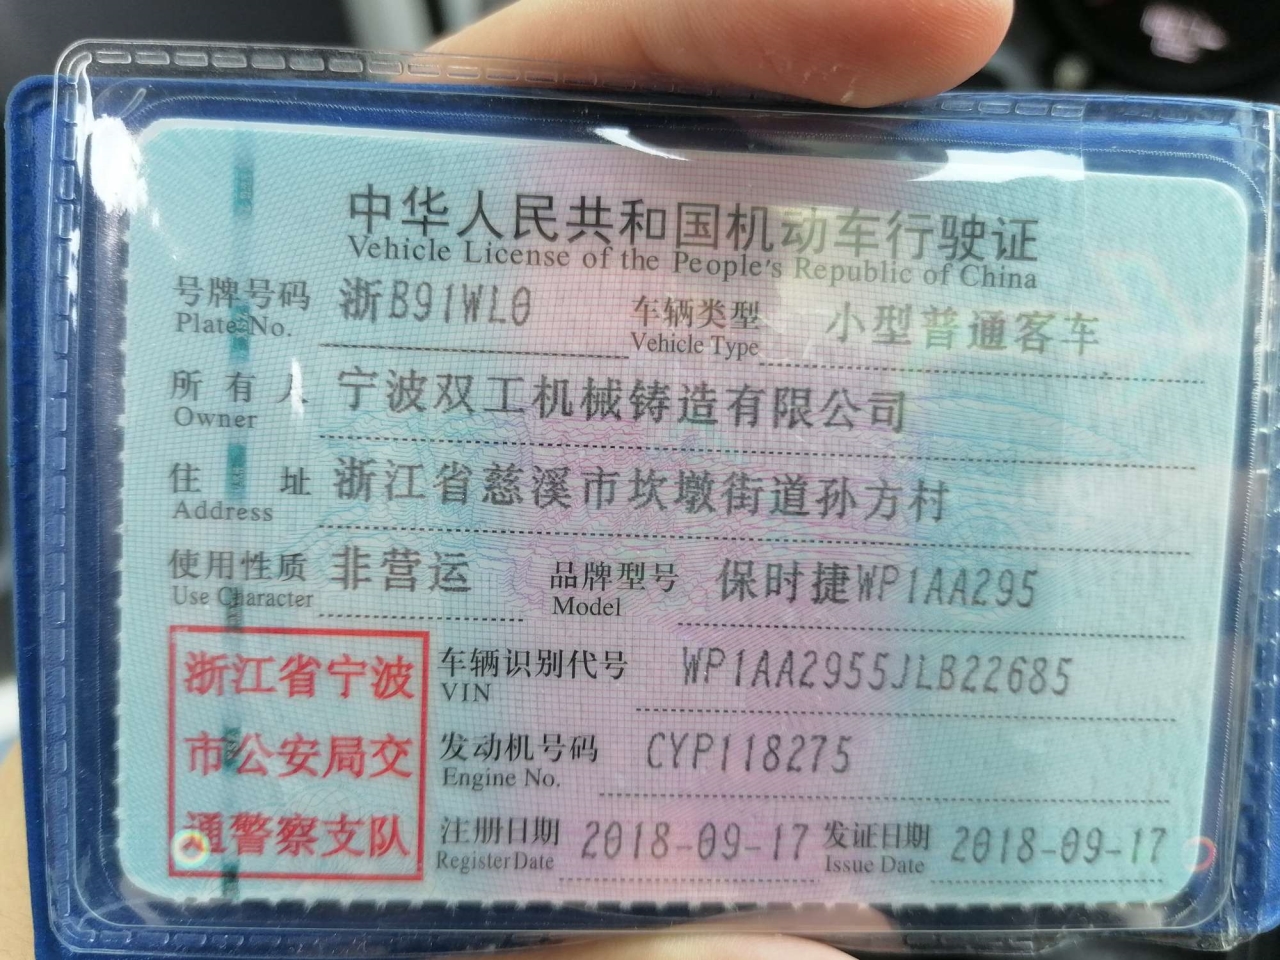 中华人民共和国机动车行驶证
Vehicle License of the People's Republic of China
号牌号码 浙B91WL0 车辆类型 小型普通客车
Plate No. Vehicle Type
所有人 宁波双工机械铸造有限公司
Owner
住址 浙江省慈溪市坎墩街道孙方村
Address
使用性质 非营运 品牌型号 保时捷WP1AA295
Use Character Model
浙江省宁波
市公安局交
通警察支队
车辆识别代号 WP1AA2955JLB22685
VIN
发动机号码 CYP118275
Engine No.
注册日期 2018-09-17 发证日期 2018-09-17
Register Date Issue Date